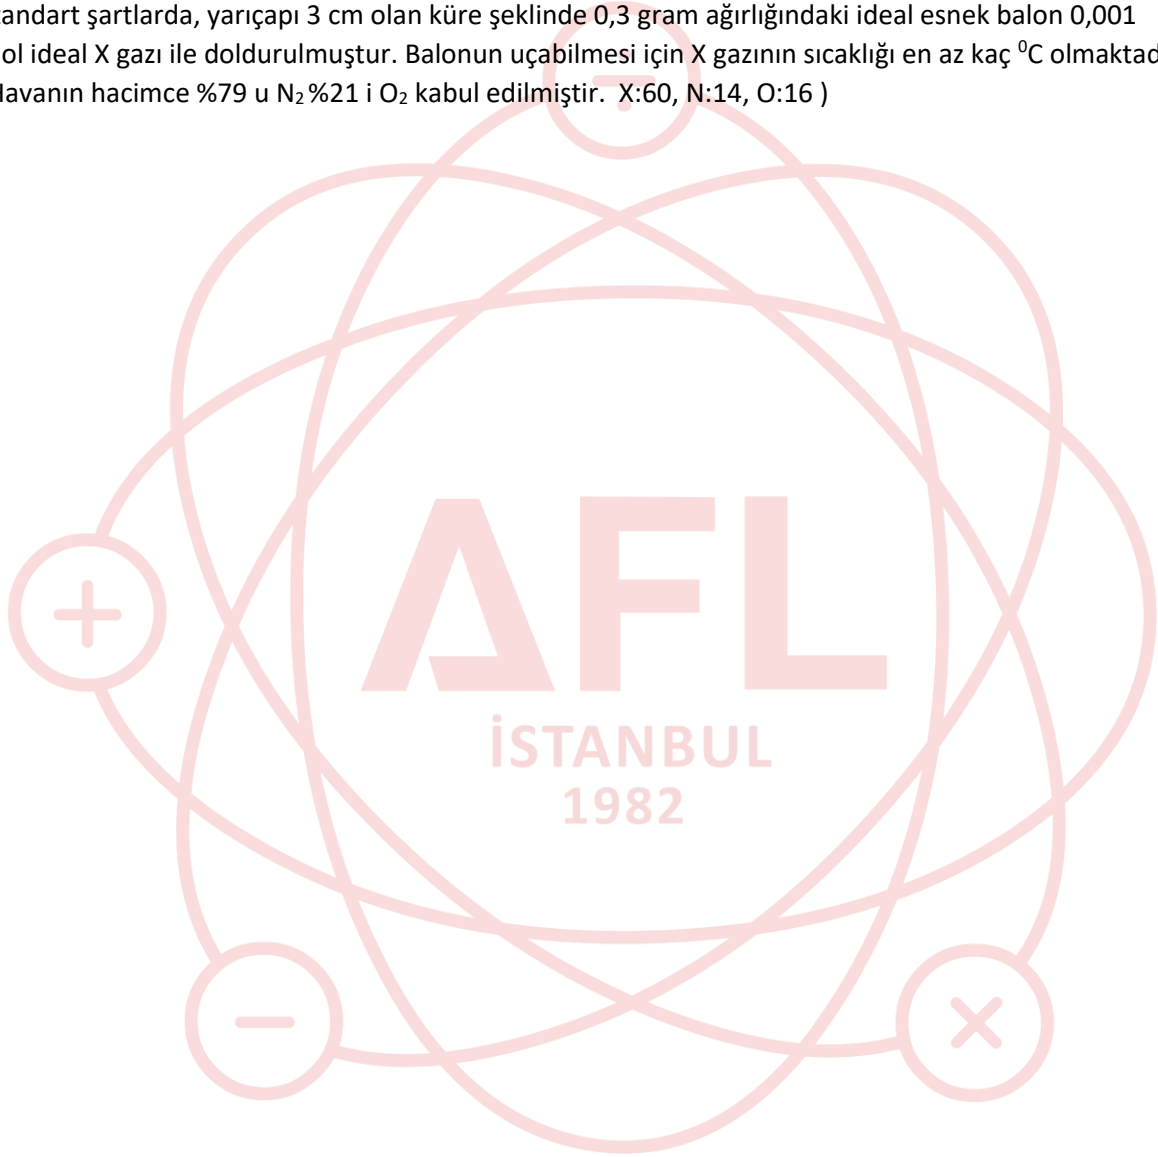 tandart şartlarda, yarıçapı 3 cm olan küre şeklinde 0,3 gram ağırlığındaki ideal esnek balon 0,001
ol ideal X gazı ile doldurulmuştur. Balonun uçabilmesi için X gazının sıcaklığı en az kaç ⁰C olmaktad
Havanın hacimce %79 u N₂ %21 i O₂ kabul edilmiştir. X:60, N:14, O:16 )
AFL
İSTANBUL
1982